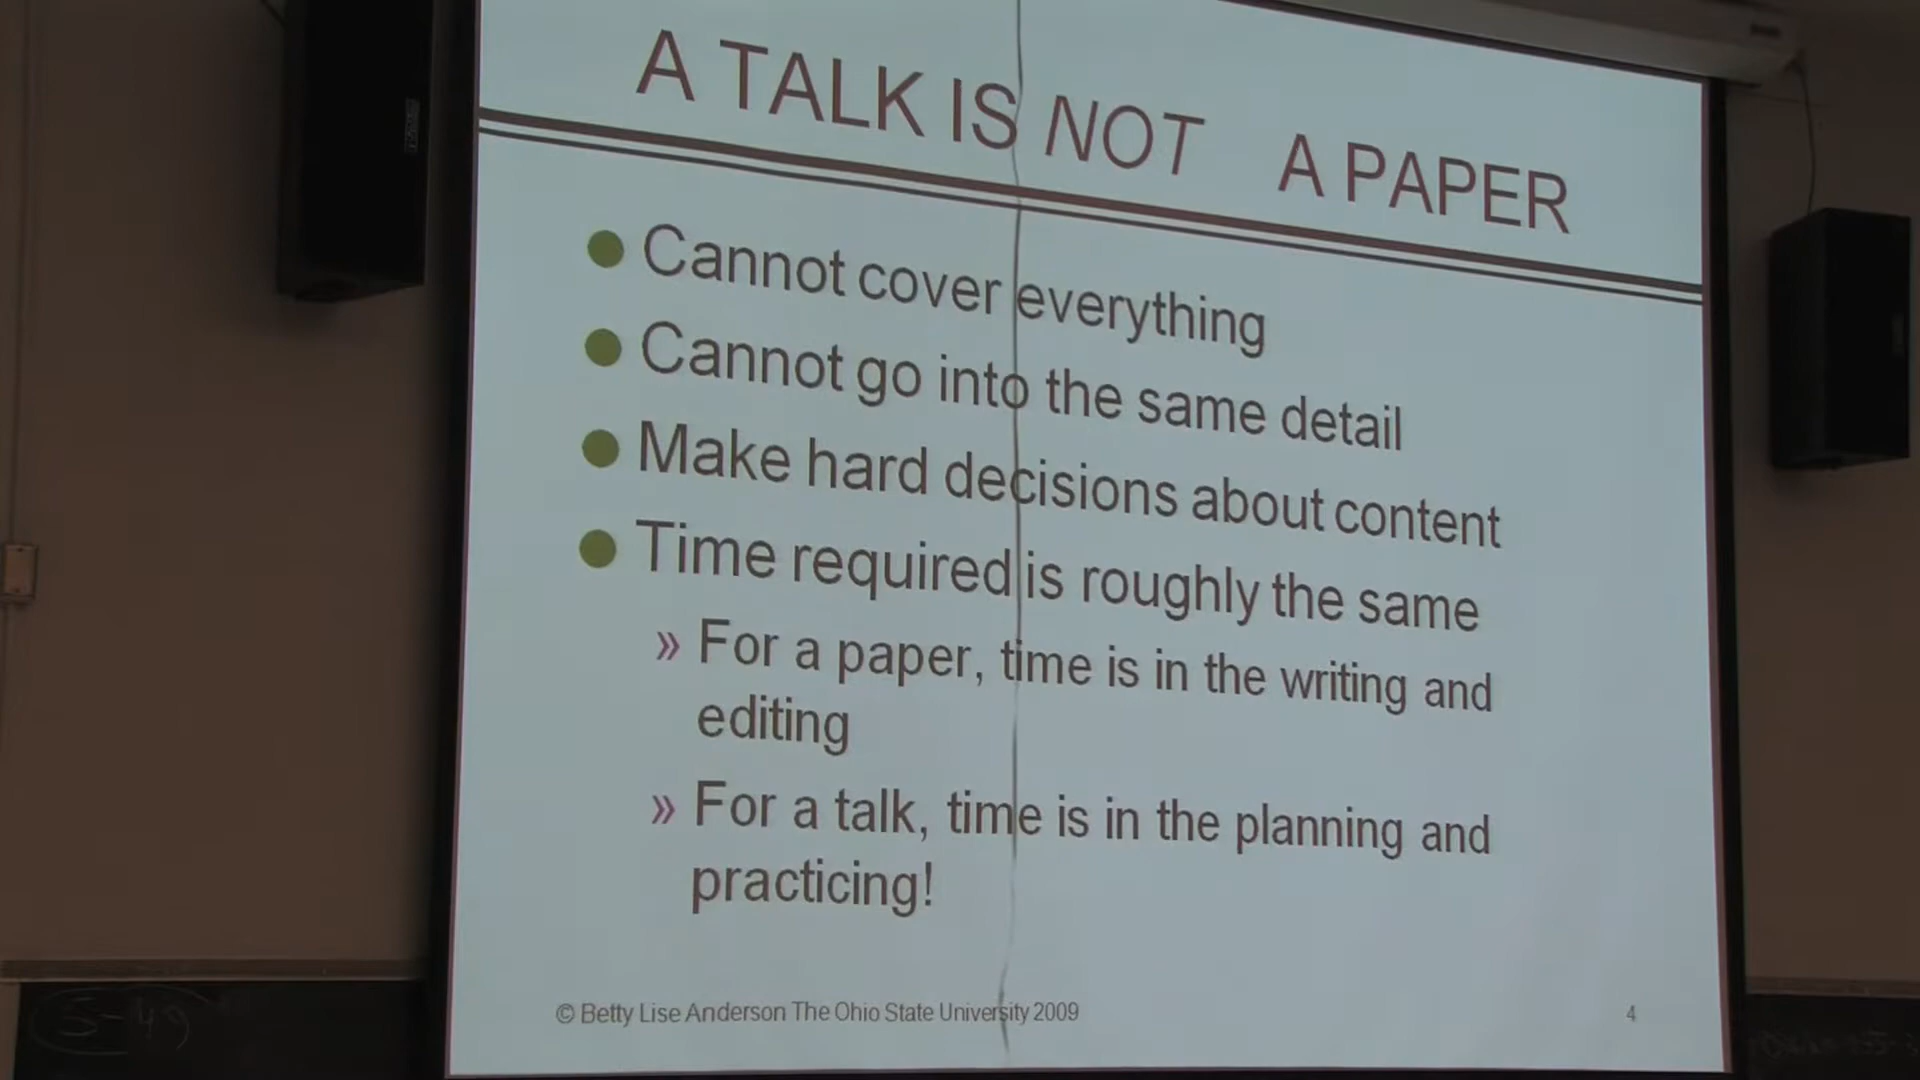 A TALK IS NOT A PAPER
Cannot cover everything
Cannot go into the same detail
Make hard decisions about content
Time required is roughly the same
» For a paper, time is in the writing and
editing
» For a talk, time is in the planning and
practicing!
© Betty Lise Anderson The Ohio State University 2009
4
5-49